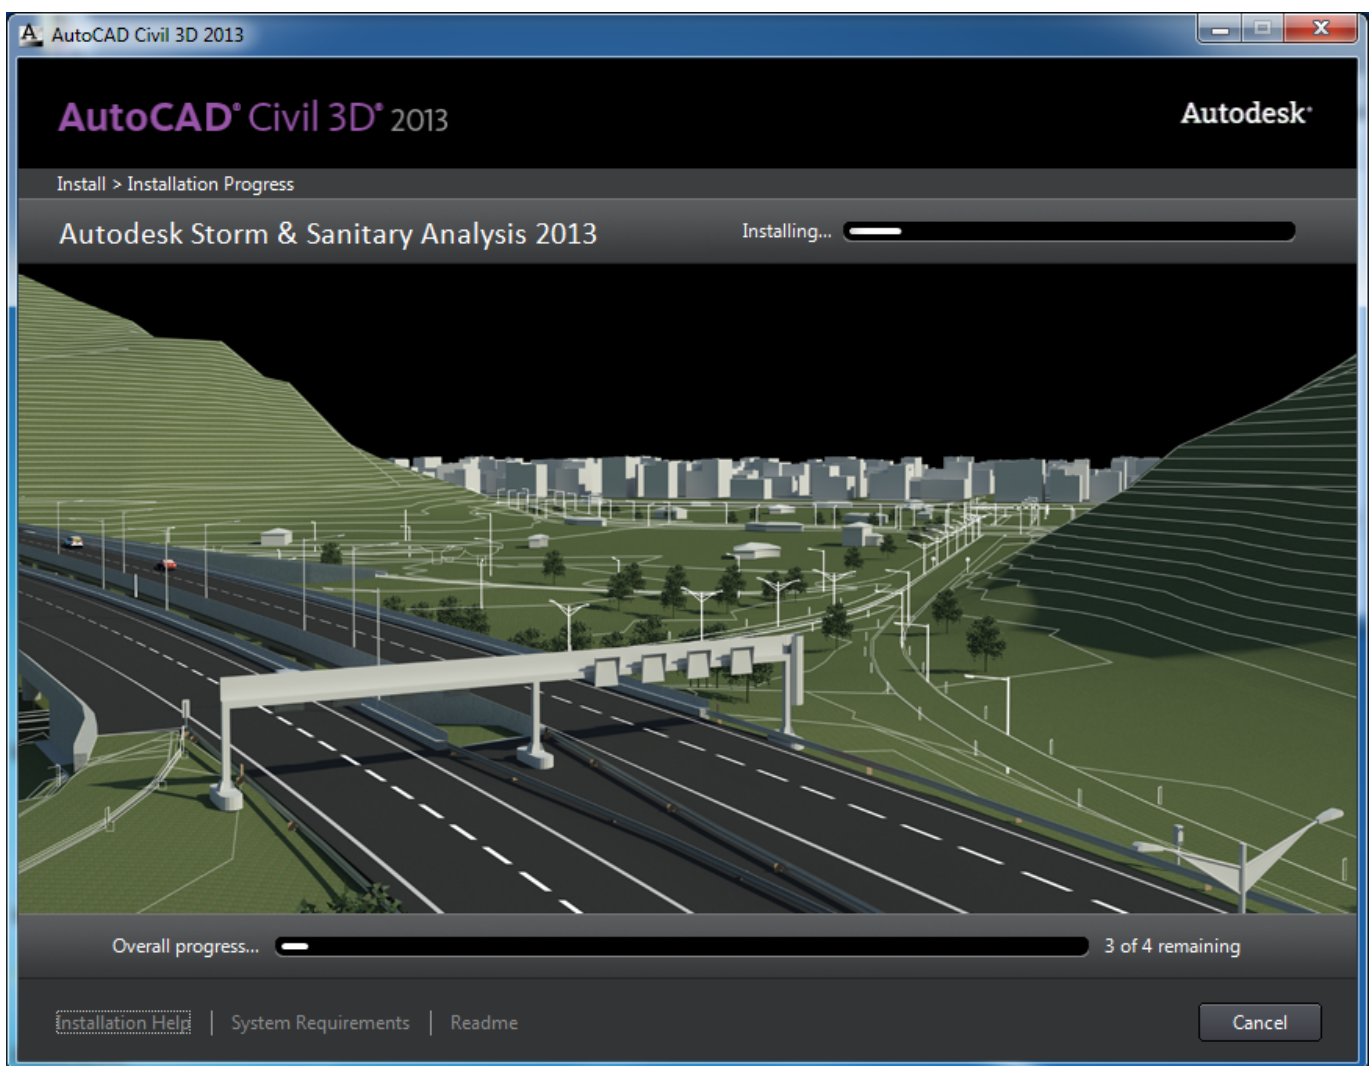 AutoCAD Civil 3D 2013
AutoCAD® Civil 3D® 2013
Autodesk®
Install > Installation Progress
Autodesk Storm & Sanitary Analysis 2013
Installing...
Overall progress...
3 of 4 remaining
Installation Help | System Requirements | Readme
Cancel